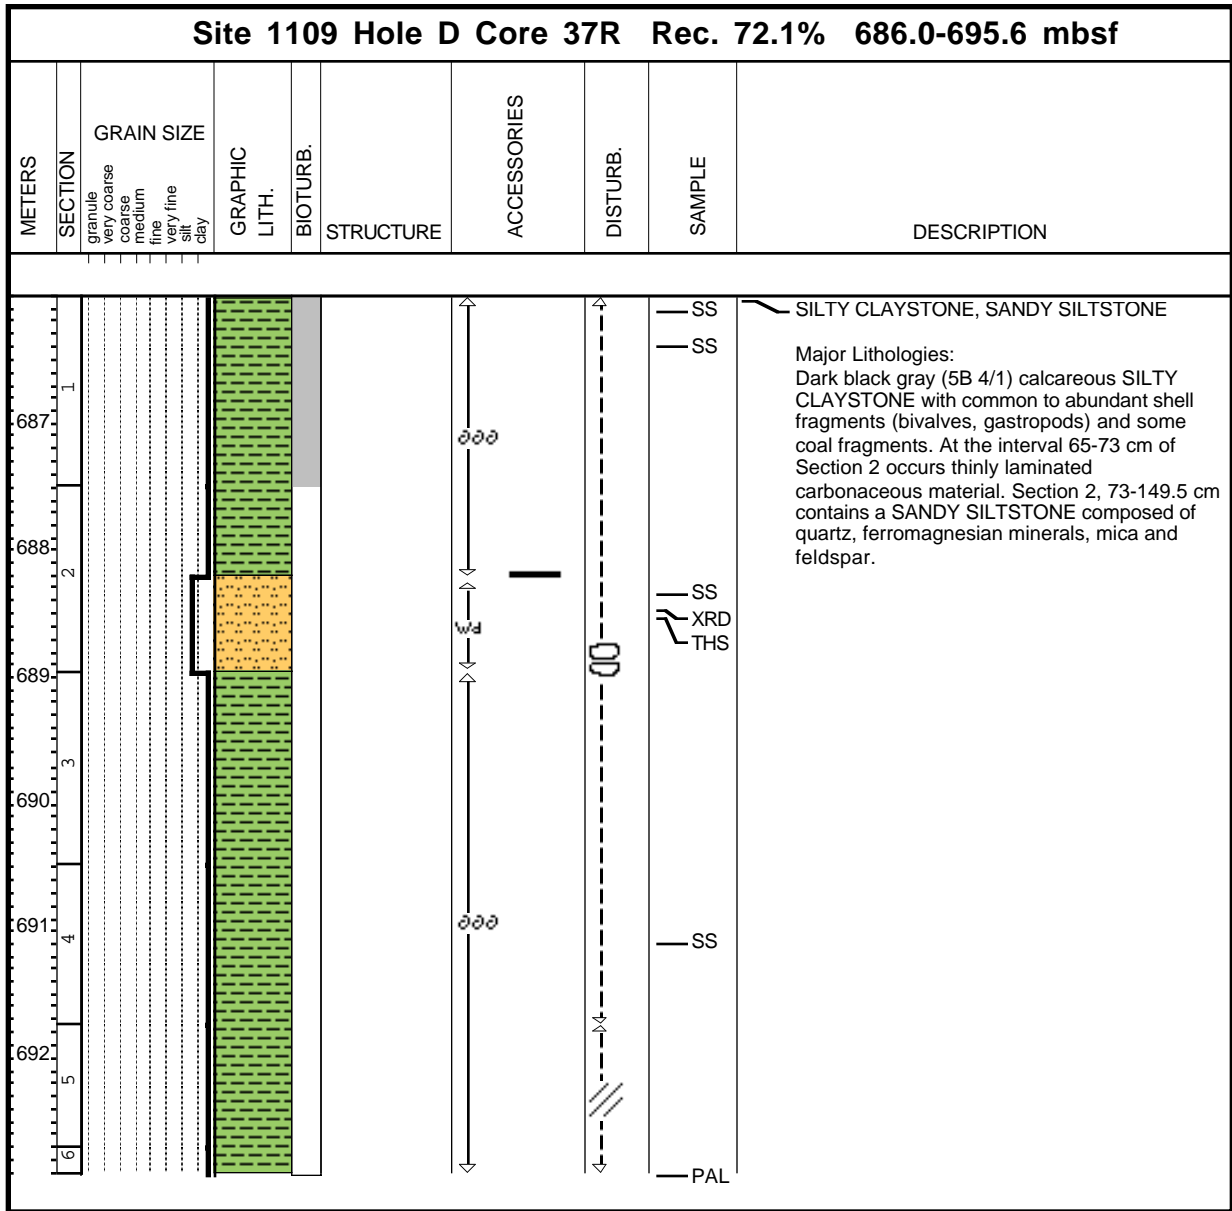 Site 1109 Hole D Core 37R Rec. 72.1% 686.0-695.6 mbsf
METERS
SECTION
GRAIN SIZE
granule
very coarse
coarse
medium
fine
very fine
silt
clay
GRAPHIC
LITH.
BIOTURB.
STRUCTURE
ACCESSORIES
DISTURB.
SAMPLE
DESCRIPTION
SS
SILTY CLAYSTONE, SANDY SILTSTONE
SS
Major Lithologies:
Dark black gray (5B 4/1) calcareous SILTY
CLAYSTONE with common to abundant shell
fragments (bivalves, gastropods) and some
coal fragments. At the interval 65-73 cm of
Section 2 occurs thinly laminated
carbonaceous material. Section 2, 73-149.5 cm
contains a SANDY SILTSTONE composed of
quartz, ferromagnesian minerals, mica and
feldspar.
1
687
688
2
SS
XRD
Wd
THS
689
3
690
691
4
SS
692
5
6
PAL